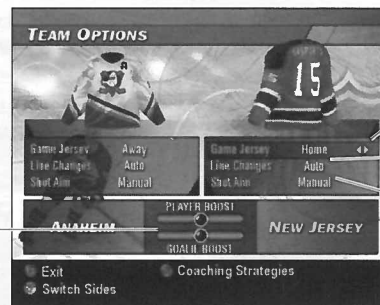 TEAM OPTIONS
15
Game Jersey Away
Line Changes Auto
Shot Aim Manual
Game Jersey Home
Line Changes Auto
Shot Aim Manual
PLAYER BOOST
ANAHEIM
NEW JERSEY
GOALIE BOOST
Exit
Coaching Strategies
Switch Sides